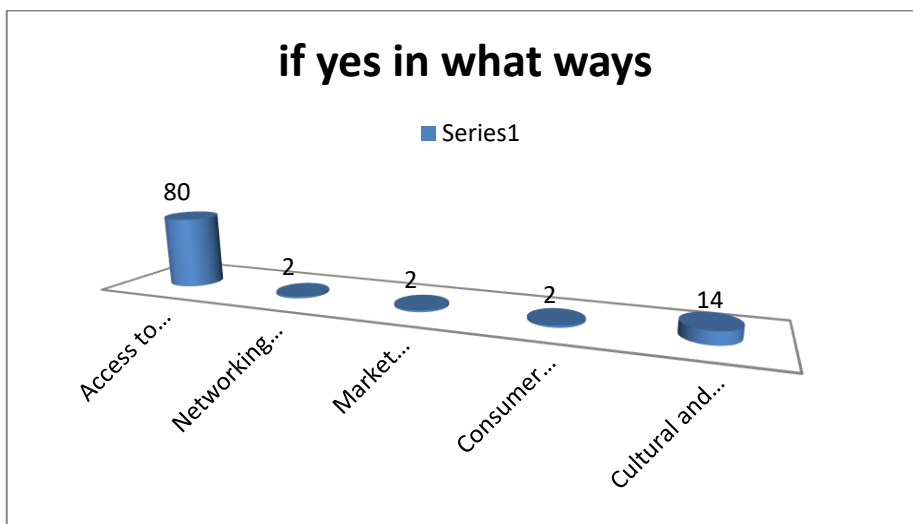 if yes in what ways
Series1
80
2
2
2
14
Access to...
Networking...
Market...
Consumer...
Cultural and...